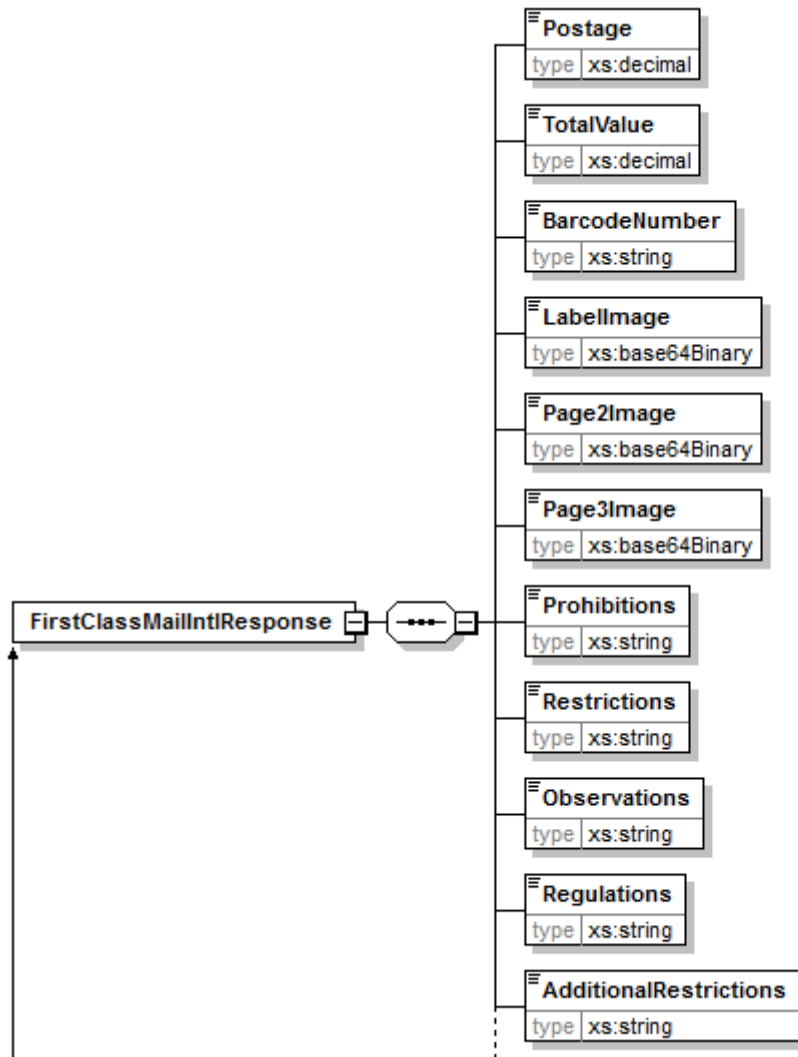 Postage
type xs:decimal
TotalValue
type xs:decimal
BarcodeNumber
type xs:string
LabelImage
type xs:base64Binary
Page2Image
type xs:base64Binary
Page3Image
type xs:base64Binary
FirstClassMailIntlResponse
Prohibitions
type xs:string
Restrictions
type xs:string
Observations
type xs:string
Regulations
type xs:string
AdditionalRestrictions
type xs:string